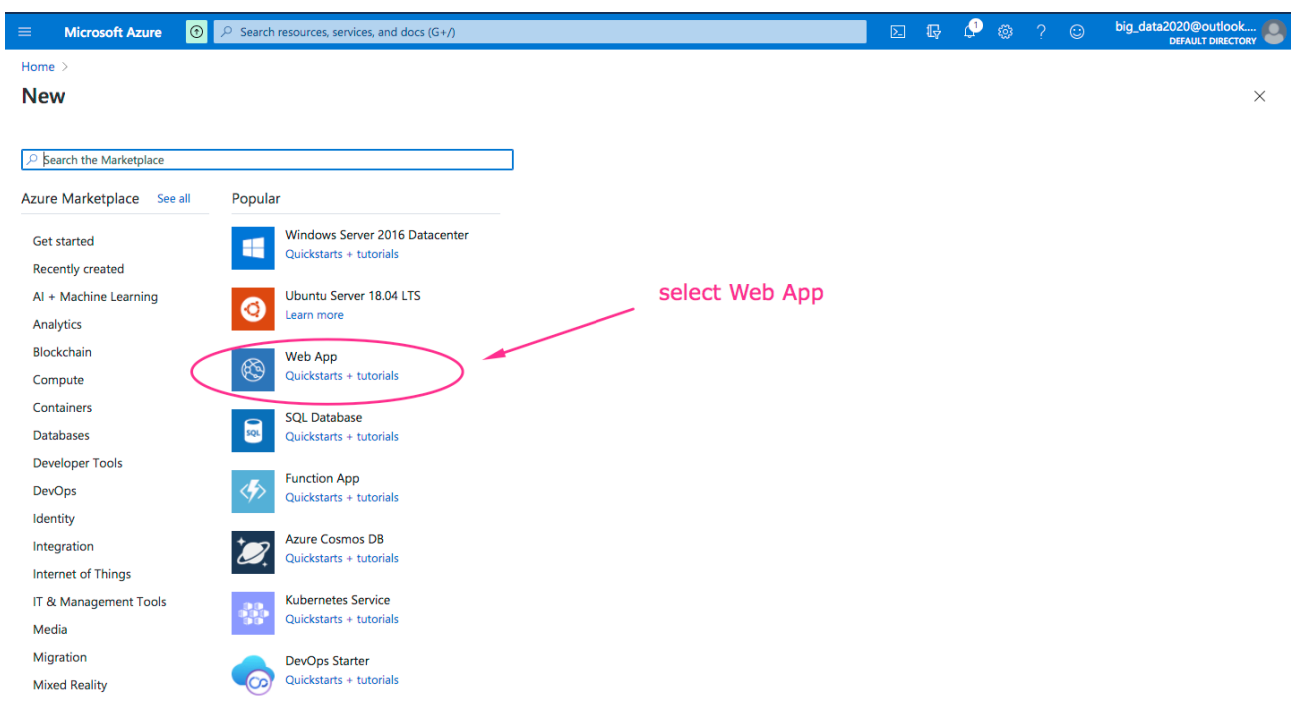 Microsoft Azure
Search resources, services, and docs (G+/)
1
big_data2020@outlook....
DEFAULT DIRECTORY
Home >
New
Search the Marketplace
Azure Marketplace See all
Get started
Recently created
AI + Machine Learning
Analytics
Blockchain
Compute
Containers
Databases
Developer Tools
DevOps
Identity
Integration
Internet of Things
IT & Management Tools
Media
Migration
Mixed Reality
Popular
Windows Server 2016 Datacenter
Quickstarts + tutorials
Ubuntu Server 18.04 LTS
Learn more
Web App
Quickstarts + tutorials
SQL
SQL Database
Quickstarts + tutorials
Function App
Quickstarts + tutorials
Azure Cosmos DB
Quickstarts + tutorials
Kubernetes Service
Quickstarts + tutorials
DevOps Starter
Quickstarts + tutorials
select Web App